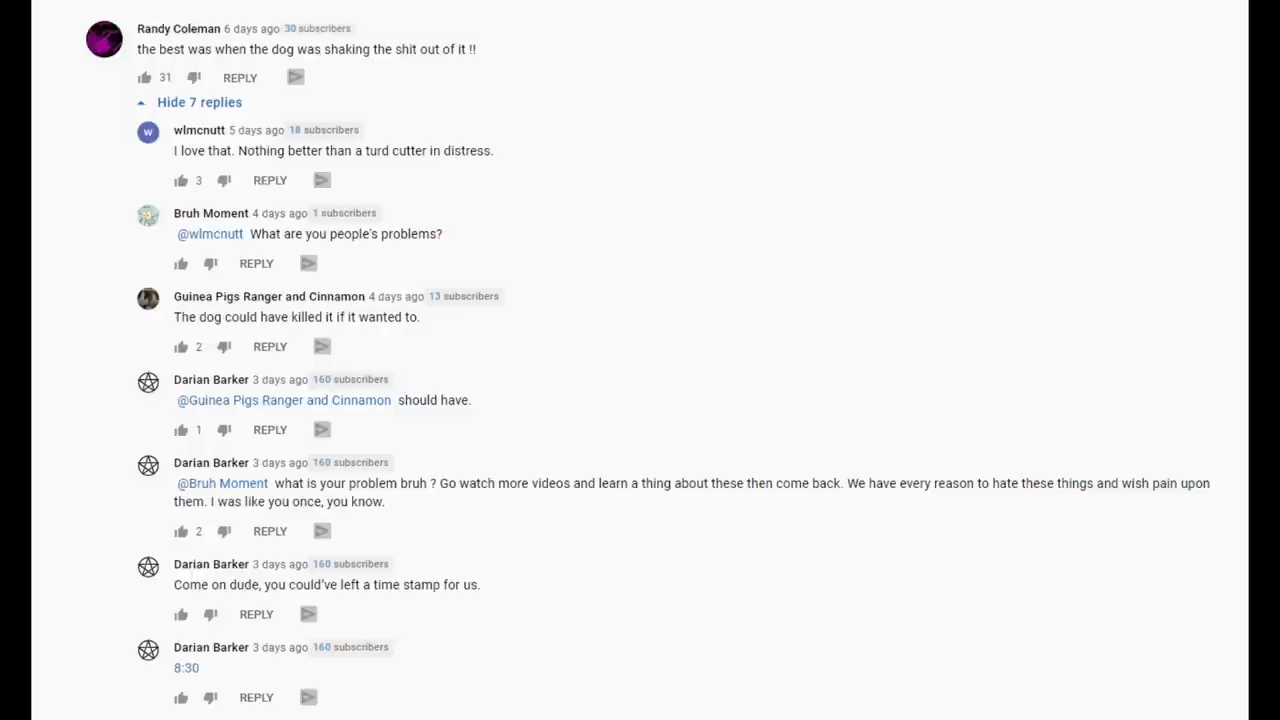 Randy Coleman 6 days ago 30 subscribers
the best was when the dog was shaking the shit out of it !!
31 REPLY
Hide 7 replies
W wlmcnutt 5 days ago 18 subscribers
I love that. Nothing better than a turd cutter in distress.
3 REPLY
Bruh Moment 4 days ago 1 subscribers
@wlmcnutt What are you people's problems?
REPLY
Guinea Pigs Ranger and Cinnamon 4 days ago 13 subscribers
The dog could have killed it if it wanted to.
2 REPLY
Darian Barker 3 days ago 160 subscribers
@Guinea Pigs Ranger and Cinnamon should have.
1 REPLY
Darian Barker 3 days ago 160 subscribers
@Bruh Moment what is your problem bruh ? Go watch more videos and learn a thing about these then come back. We have every reason to hate these things and wish pain upon
them. I was like you once, you know.
2 REPLY
Darian Barker 3 days ago 160 subscribers
Come on dude, you could've left a time stamp for us.
REPLY
Darian Barker 3 days ago 160 subscribers
8:30
REPLY